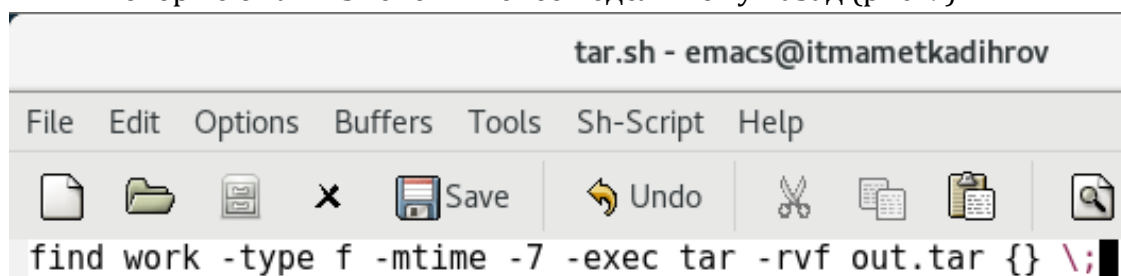 tar.sh - emacs@itmametkadihrov
File Edit Options Buffers Tools Sh-Script Help
Save Undo
find work -type f -mtime -7 -exec tar -rvf out.tar {} \;